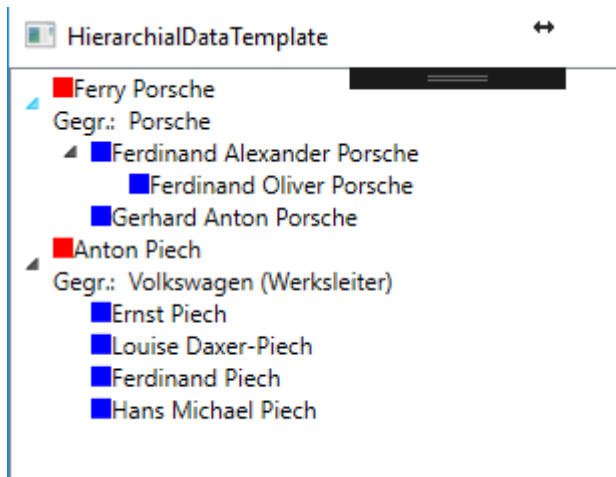 HierarchialDataTemplate
Ferry Porsche
Gegr.: Porsche
Ferdinand Alexander Porsche
Ferdinand Oliver Porsche
Gerhard Anton Porsche
Anton Piech
Gegr.: Volkswagen (Werksleiter)
Ernst Piech
Louise Daxer-Piech
Ferdinand Piech
Hans Michael Piech